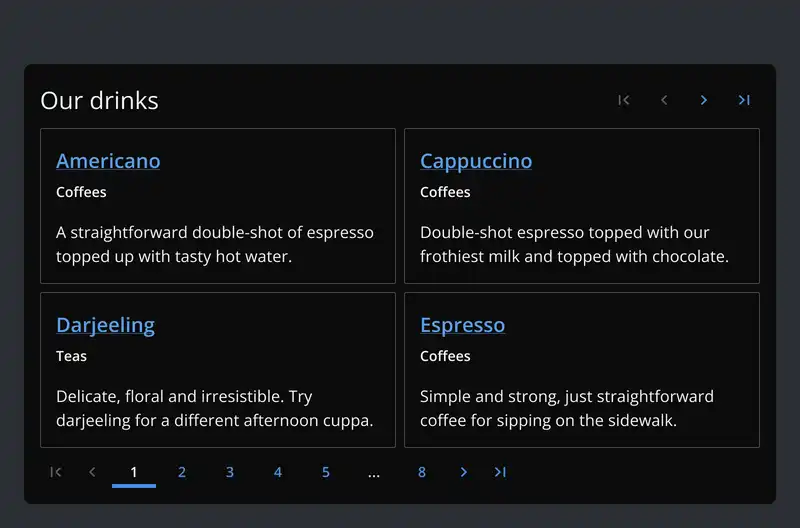 Our drinks
Americano
Coffees
A straightforward double-shot of espresso
topped up with tasty hot water.
Cappuccino
Coffees
Double-shot espresso topped with our
frothiest milk and topped with chocolate.
Darjeeling
Teas
Delicate, floral and irresistible. Try
darjeeling for a different afternoon cuppa.
Espresso
Coffees
Simple and strong, just straightforward
coffee for sipping on the sidewalk.
1 2 3 4 5 ... 8